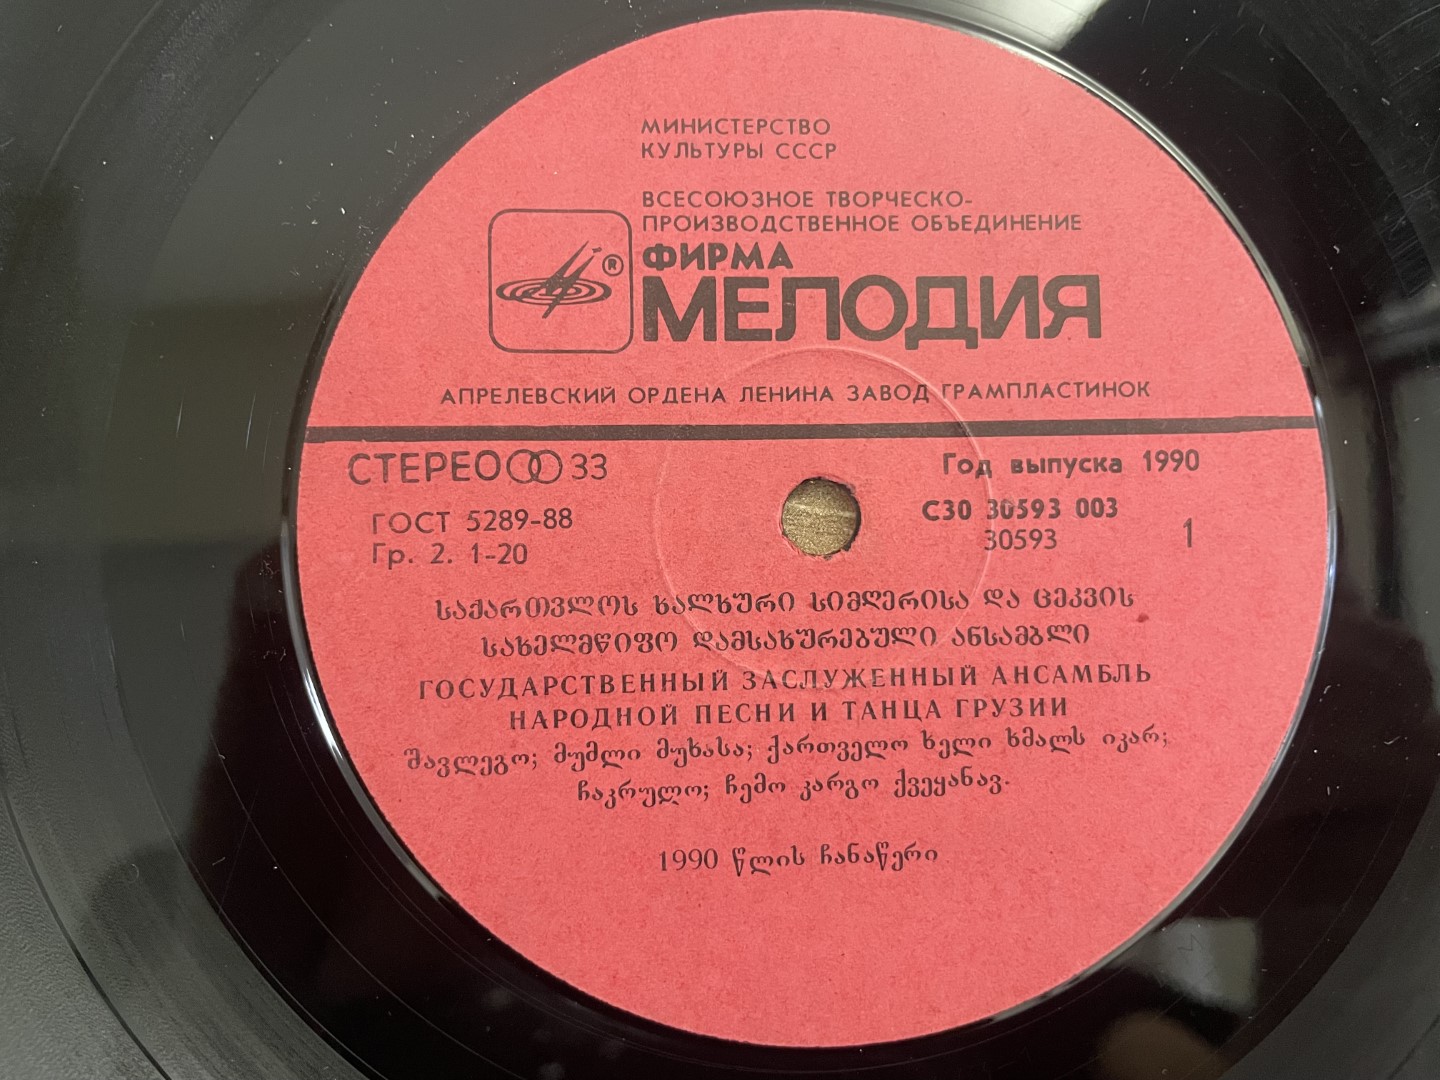 МИНИСТЕРСТВО
КУЛЬТУРЫ СССР
ВСЕСОЮЗНОЕ ТВОРЧЕСКО-
ПРОИЗВОДСТВЕННОЕ ОБЪЕДИНЕНИЕ
®
ФИРМА
МЕЛОДИЯ
АПРЕЛЕВСКИЙ ОРДЕНА ЛЕНИНА ЗАВОД ГРАМПЛАСТИНОК
СТЕРЕО 33
Год выпуска 1990
ГОСТ 5289-88
С30 30593 003
Гр. 2. 1-20
30593
1
საქართველოს ხალხური სიმღერისა და ცეკვის
სახელმწიფო დამსახურებული ანსამბლი
ГОСУДАРСТВЕННЫЙ ЗАСЛУЖЕННЫЙ АНСАМБЛЬ
НАРОДНОЙ ПЕСНИ И ТАНЦА ГРУЗИИ
შავლეგო; მუმლი მუხასა; ქართველო ხელი ხმალს იკარ;
ჩაკრულო; ჩემო კარგო ქვეყანავ.
1990 წლის ჩანაწერი